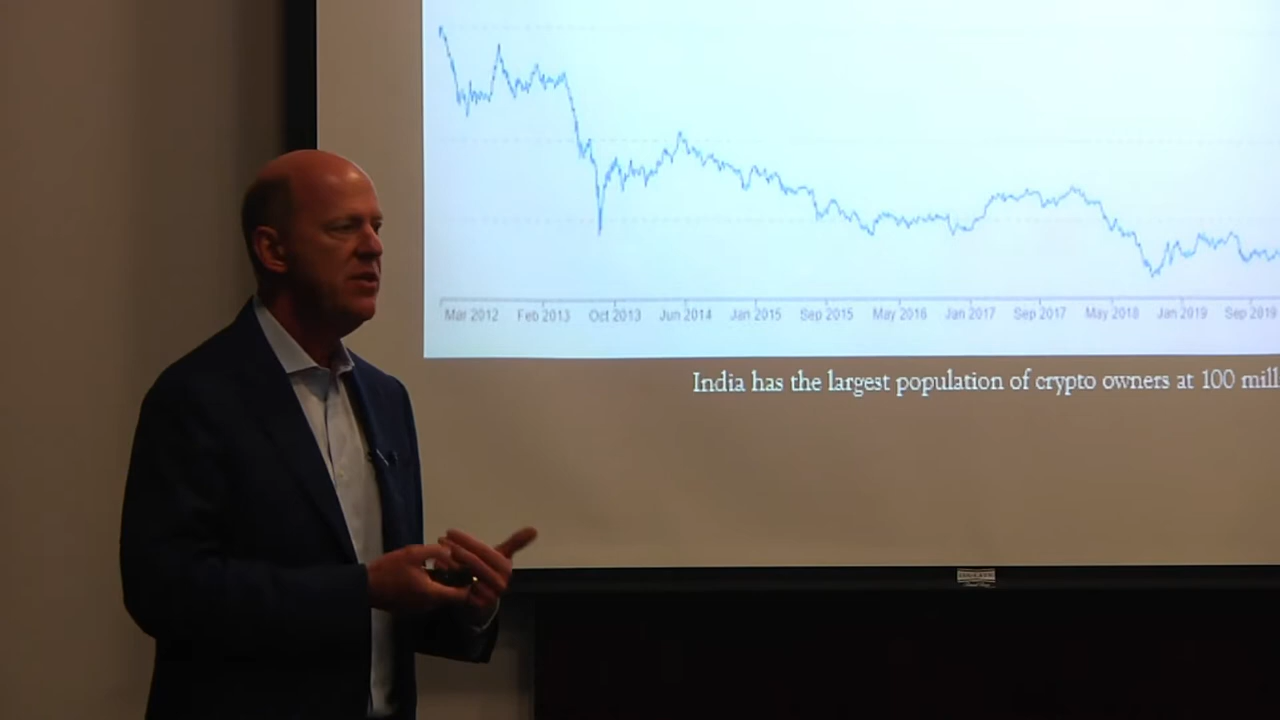 Mar 2012 Feb 2013 Oct 2013 Jun 2014 Jan 2015 Sep 2015 May 2016 Jan 2017 Sep 2017 May 2018 Jan 2019 Sep 2019
India has the largest population of crypto owners at 100 mill